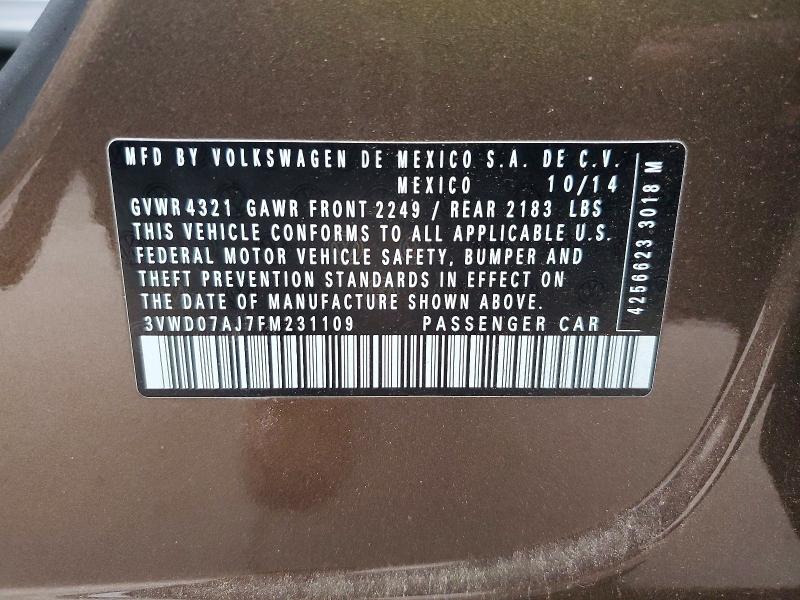 MFD BY VOLKSWAGEN DE MEXICO S.A. DE C.V.
MEXICO 10/14
GVWR 4321 GAWR FRONT 2249 / REAR 2183 LBS
THIS VEHICLE CONFORMS TO ALL APPLICABLE U.S.
FEDERAL MOTOR VEHICLE SAFETY, BUMPER AND
THEFT PREVENTION STANDARDS IN EFFECT ON
THE DATE OF MANUFACTURE SHOWN ABOVE.
3VWD07AJ7FM231109 PASSENGER CAR
4256623 3018 M